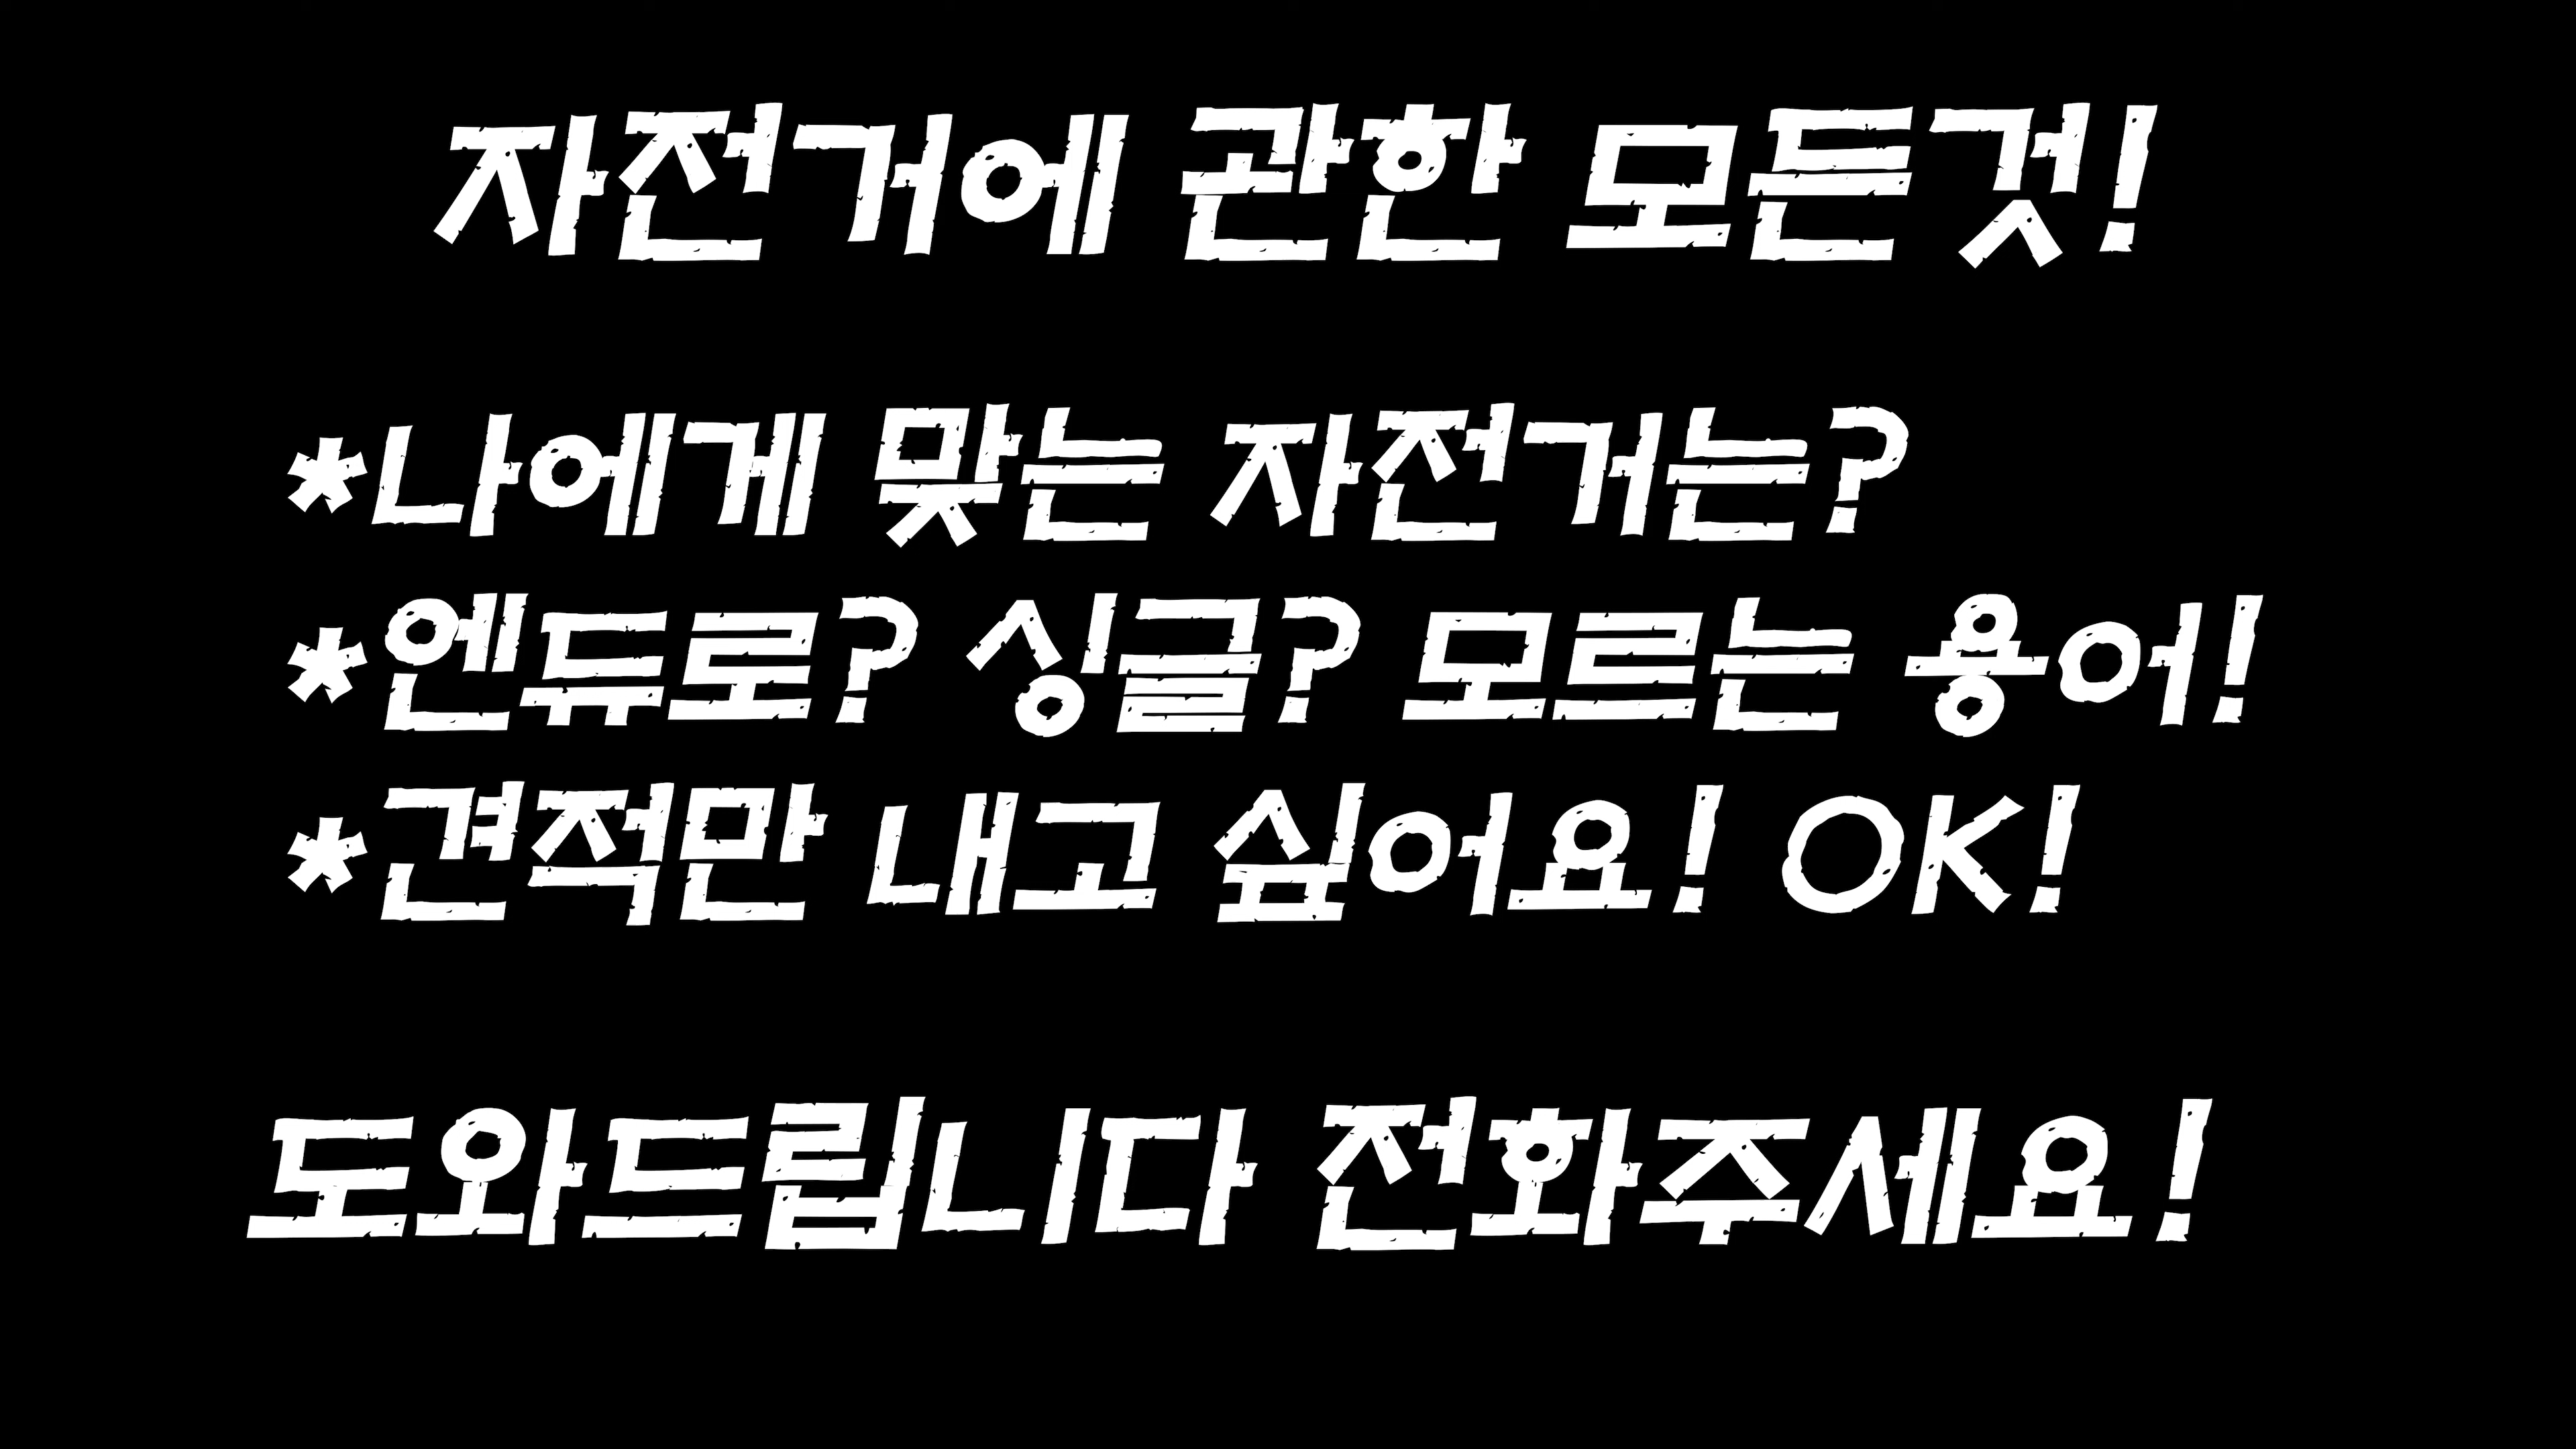 자전거에 관한 모든것!
*나에게 맞는 자전거는?
*엔듀로? 싱글? 모르는 용어!
*견적만 내고 싶어요! OK!
도와드립니다 전화주세요!